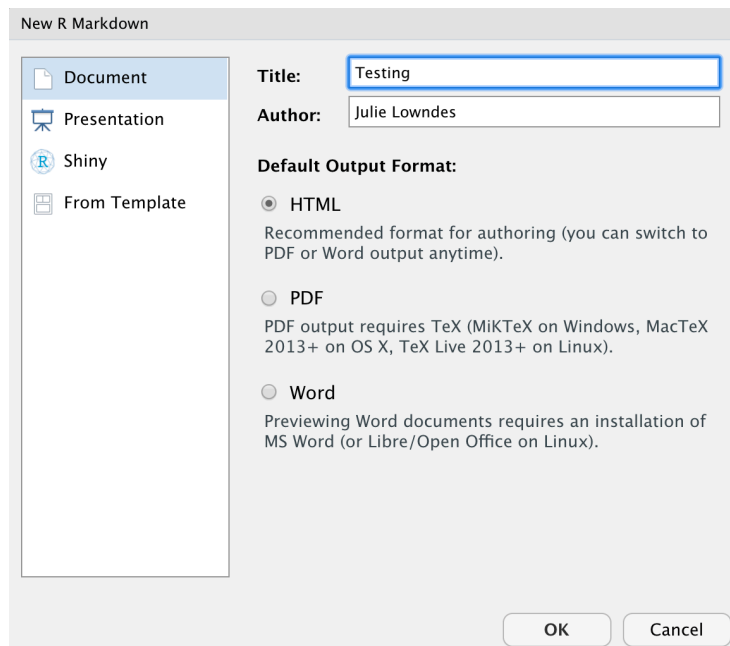 New R Markdown
Document
Presentation
R Shiny
From Template
Title: Testing
Author: Julie Lowndes
Default Output Format:
HTML
Recommended format for authoring (you can switch to
PDF or Word output anytime).
PDF
PDF output requires TeX (MiKTeX on Windows, MacTeX
2013+ on OS X, TeX Live 2013+ on Linux).
Word
Previewing Word documents requires an installation of
MS Word (or Libre/Open Office on Linux).
OK Cancel